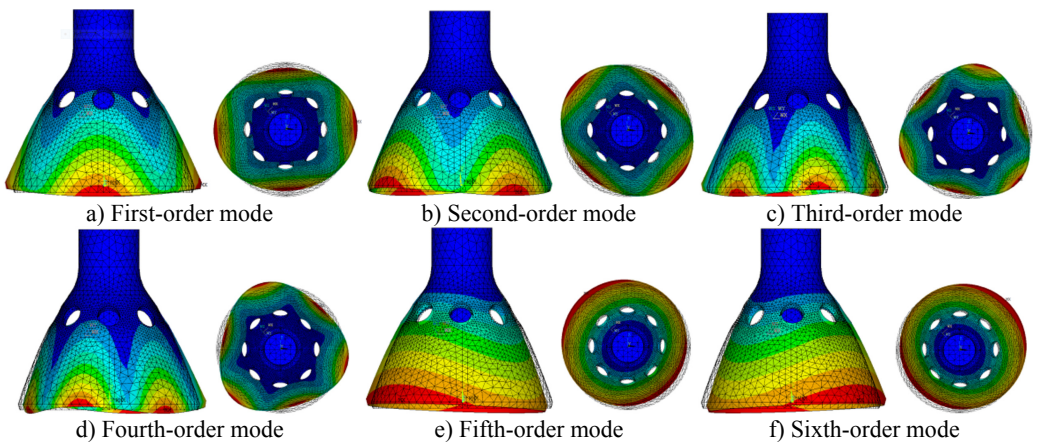 a) First-order mode
b) Second-order mode
c) Third-order mode
d) Fourth-order mode
e) Fifth-order mode
f) Sixth-order mode